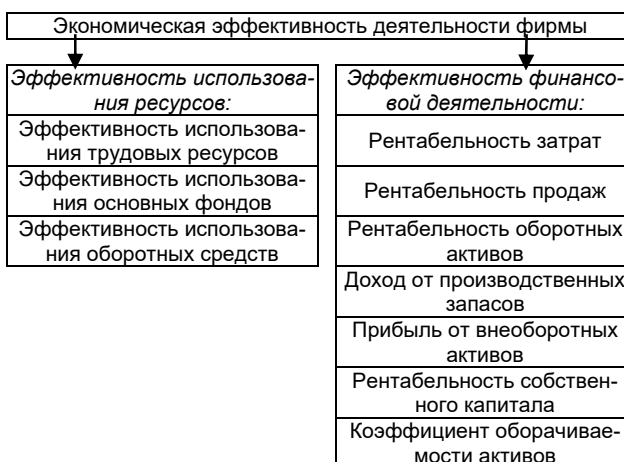 Экономическая эффективность деятельности фирмы
Эффективность использова-
ния ресурсов:
Эффективность использова-
ния трудовых ресурсов
Эффективность использова-
ния основных фондов
Эффективность использова-
ния оборотных средств
Эффективность финансо-
вой деятельности:
Рентабельность затрат
Рентабельность продаж
Рентабельность оборотных
активов
Доход от производственных
запасов
Прибыль от внеоборотных
активов
Рентабельность собствен-
ного капитала
Коэффициент оборачивае-
мости активов